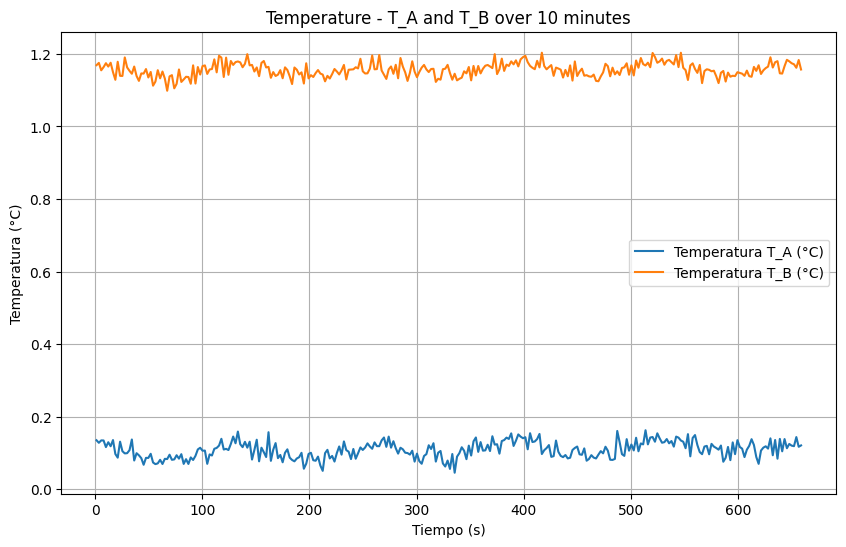 Temperature - T_A and T_B over 10 minutes
1.2
1.0
0.8
0.6
0.4
0.2
0.0
Temperatura (°C)
Temperatura T_A (°C)
Temperatura T_B (°C)
0 100 200 300 400 500 600
Tiempo (s)